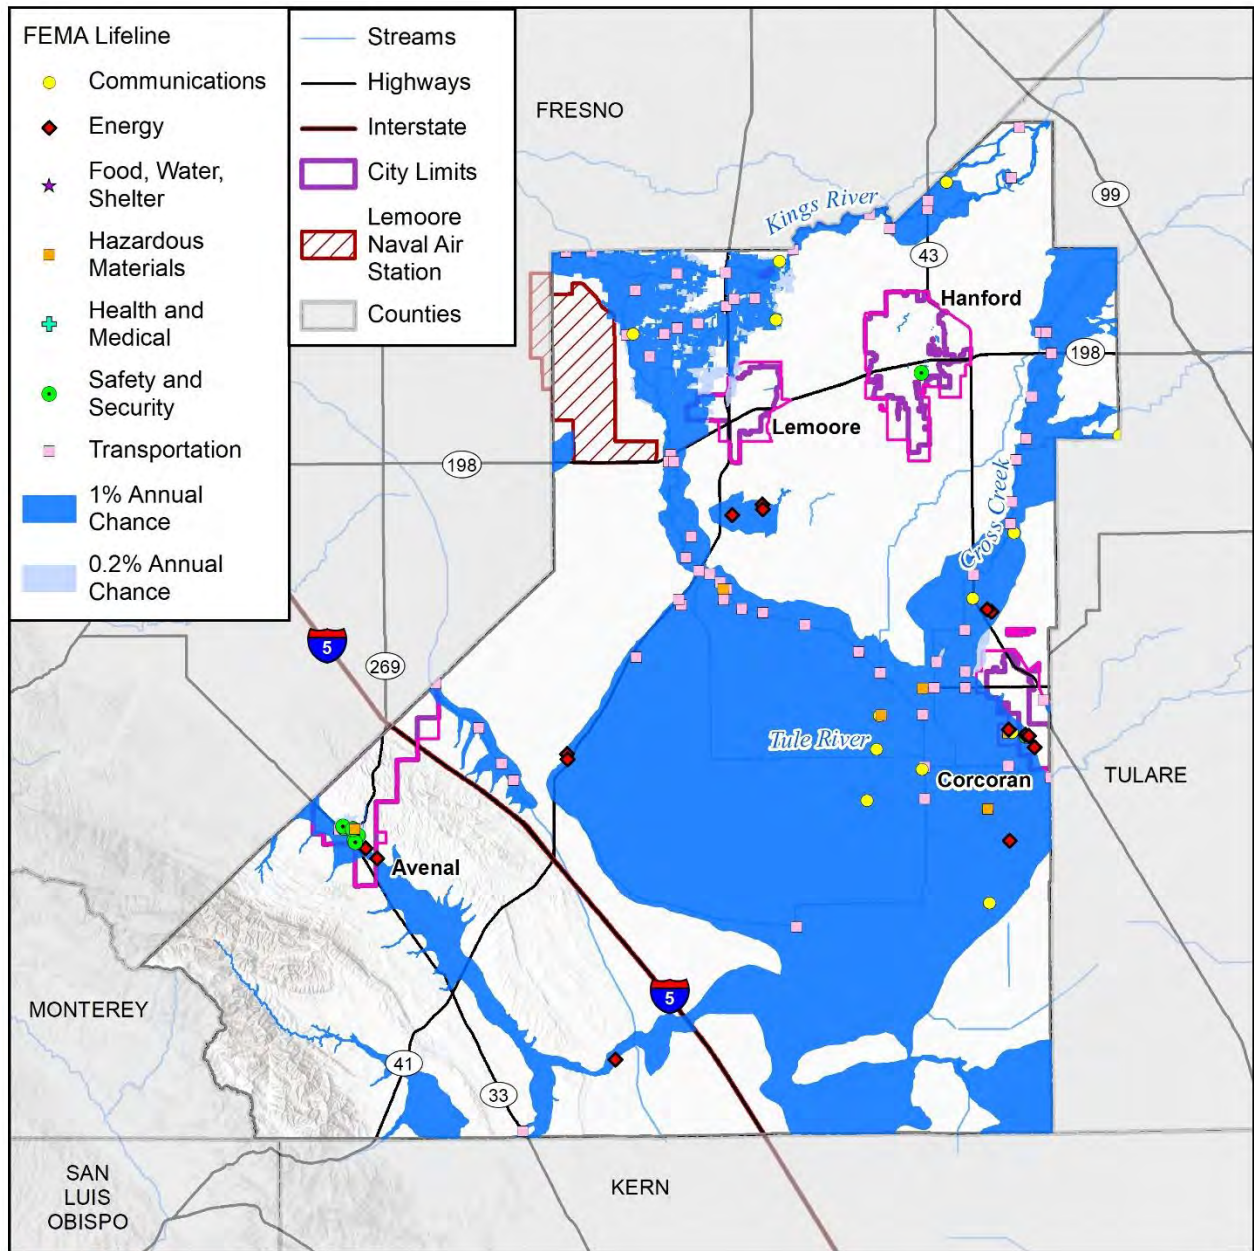 FEMA Lifeline
Communications
Energy
Food, Water,
Shelter
Hazardous
Materials
Health and
Medical
Safety and
Security
Transportation
1% Annual
Chance
0.2% Annual
Chance
Streams
Highways
Interstate
City Limits
Lemoore
Naval Air
Station
Counties
FRESNO
Kings River
99
43
Hanford
198
Lemoore
198
Cross Creek
5
269
Tule River
Corcoran
TULARE
Avenal
5
MONTEREY
41
33
SAN
LUIS
OBISPO
KERN